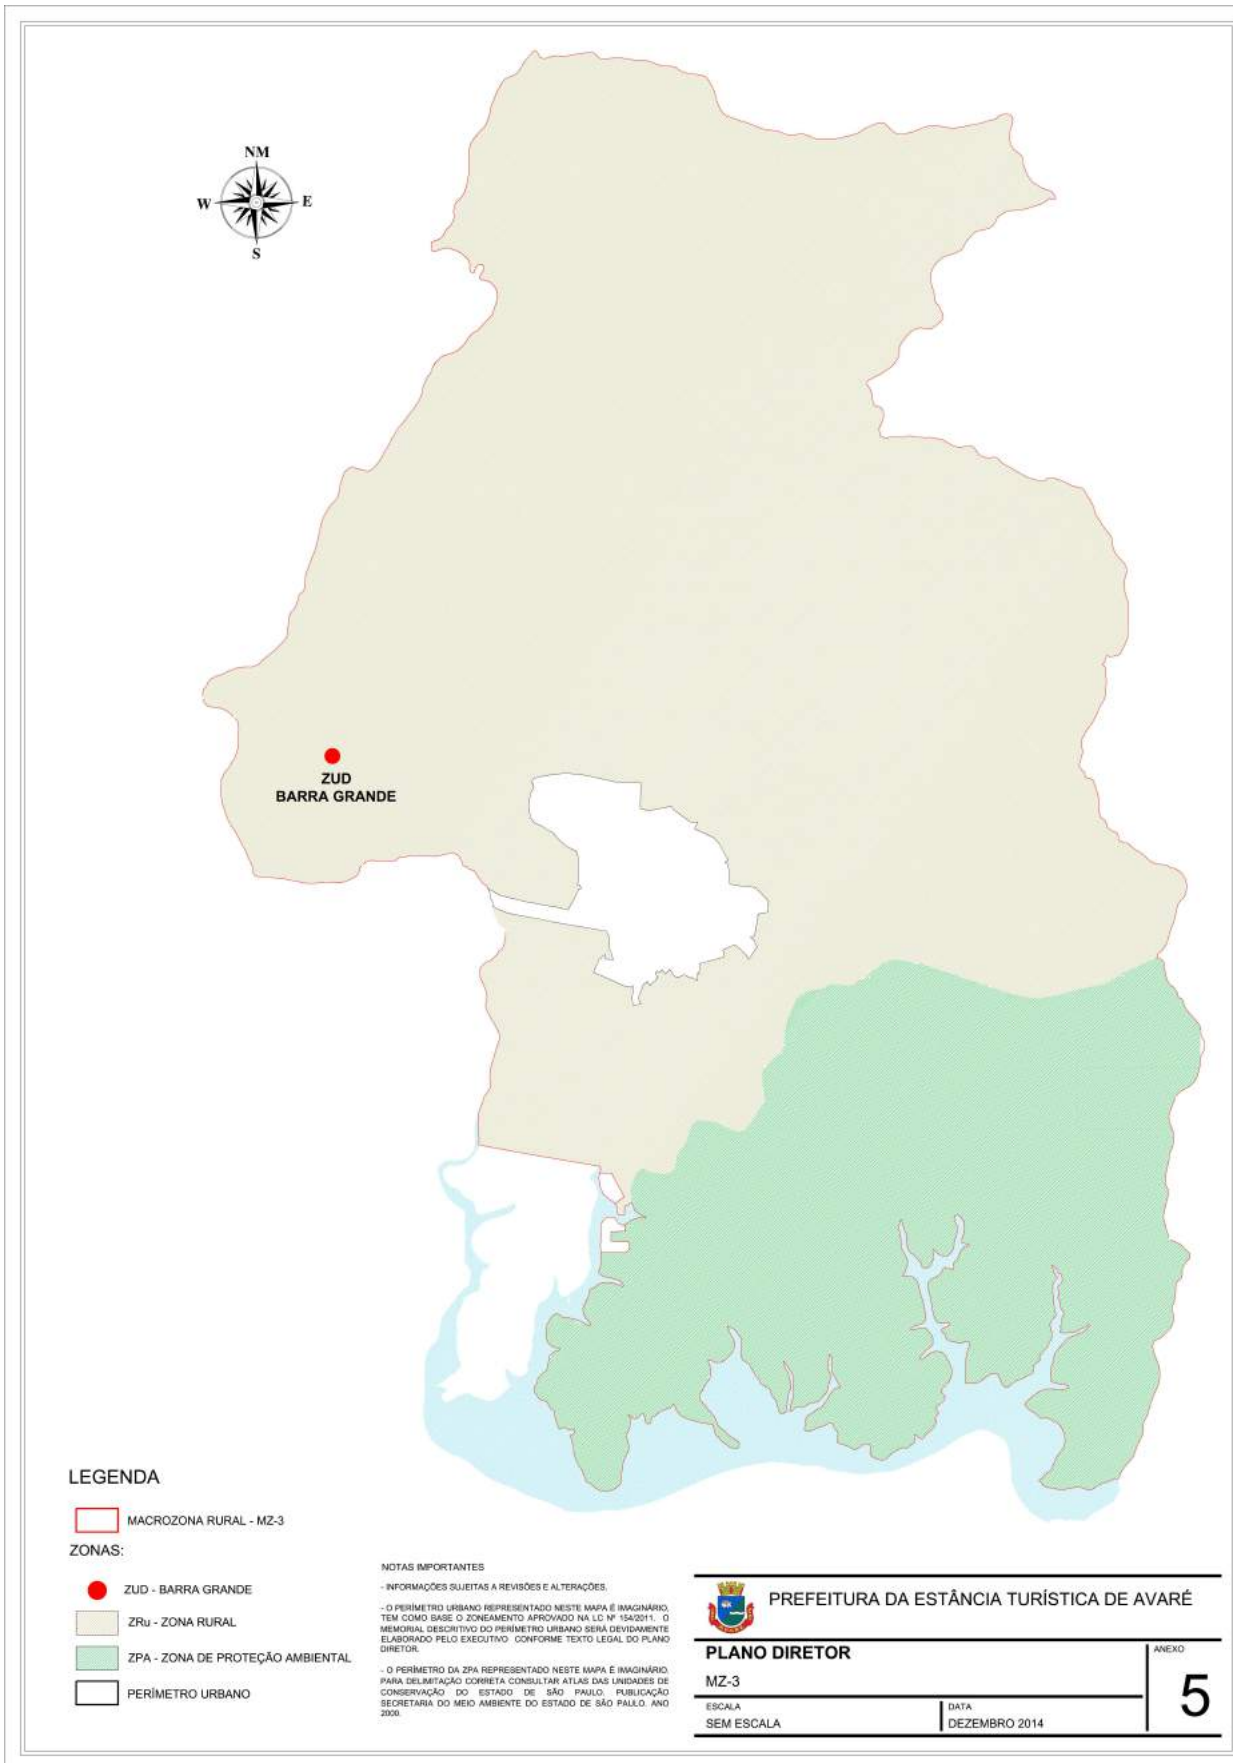 NM
W
E
S
ZUD
BARRA GRANDE
LEGENDA
MACROZONA RURAL - MZ-3
ZONAS:
ZUD - BARRA GRANDE
ZRu - ZONA RURAL
ZPA - ZONA DE PROTEÇÃO AMBIENTAL
PERÍMETRO URBANO
NOTAS IMPORTANTES
- INFORMAÇÕES SUJEITAS A REVISÕES E ALTERAÇÕES.
- O PERÍMETRO URBANO REPRESENTADO NESTE MAPA É IMAGINÁRIO,
TEM COMO BASE O ZONEAMENTO APROVADO NA LC Nº 154/2011. O
MEMORIAL DESCRITIVO DO PERÍMETRO URBANO SERÁ DEVIDAMENTE
ELABORADO PELO EXECUTIVO CONFORME TEXTO LEGAL DO PLANO
DIRETOR.
- O PERÍMETRO DA ZPA REPRESENTADO NESTE MAPA É IMAGINÁRIO.
PARA DELIMITAÇÃO CORRETA CONSULTAR ATLAS DAS UNIDADES DE
CONSERVAÇÃO DO ESTADO DE SÃO PAULO. PUBLICAÇÃO
SECRETARIA DO MEIO AMBIENTE DO ESTADO DE SÃO PAULO. ANO
2000.
PREFEITURA DA ESTÂNCIA TURÍSTICA DE AVARÉ
PLANO DIRETOR
MZ-3
ANEXO
5
ESCALA
SEM ESCALA
DATA
DEZEMBRO 2014